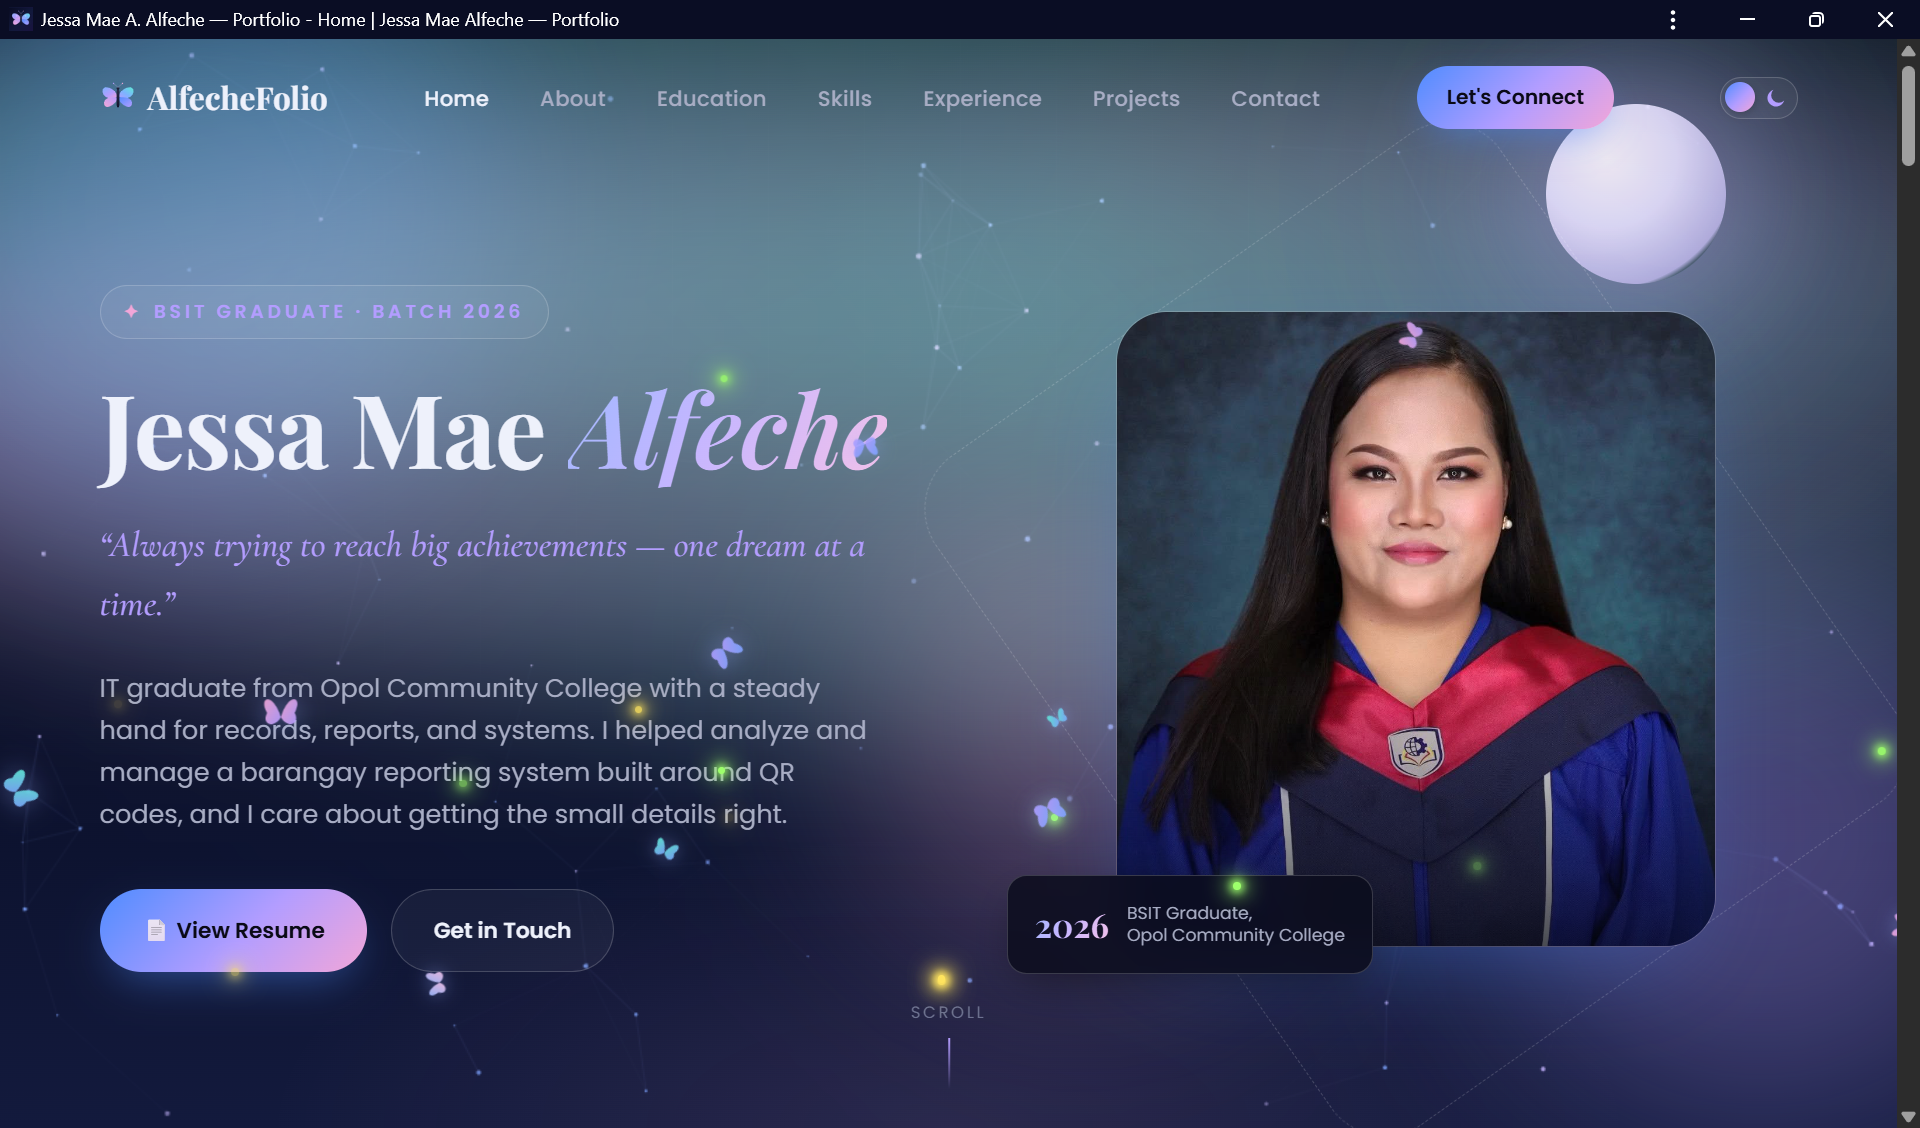 Jessa Mae A. Alfeche — Portfolio - Home | Jessa Mae Alfeche — Portfolio
AlfecheFolio
Home
About
Education
Skills
Experience
Projects
Contact
Let's Connect
✦ BSIT GRADUATE · BATCH 2026
Jessa Mae Alfeche
“Always trying to reach big achievements — one dream at a
time.”
IT graduate from Opol Community College with a steady
hand for records, reports, and systems. I helped analyze and
manage a barangay reporting system built around QR
codes, and I care about getting the small details right.
View Resume
Get in Touch
2026
BSIT Graduate,
Opol Community College
SCROLL